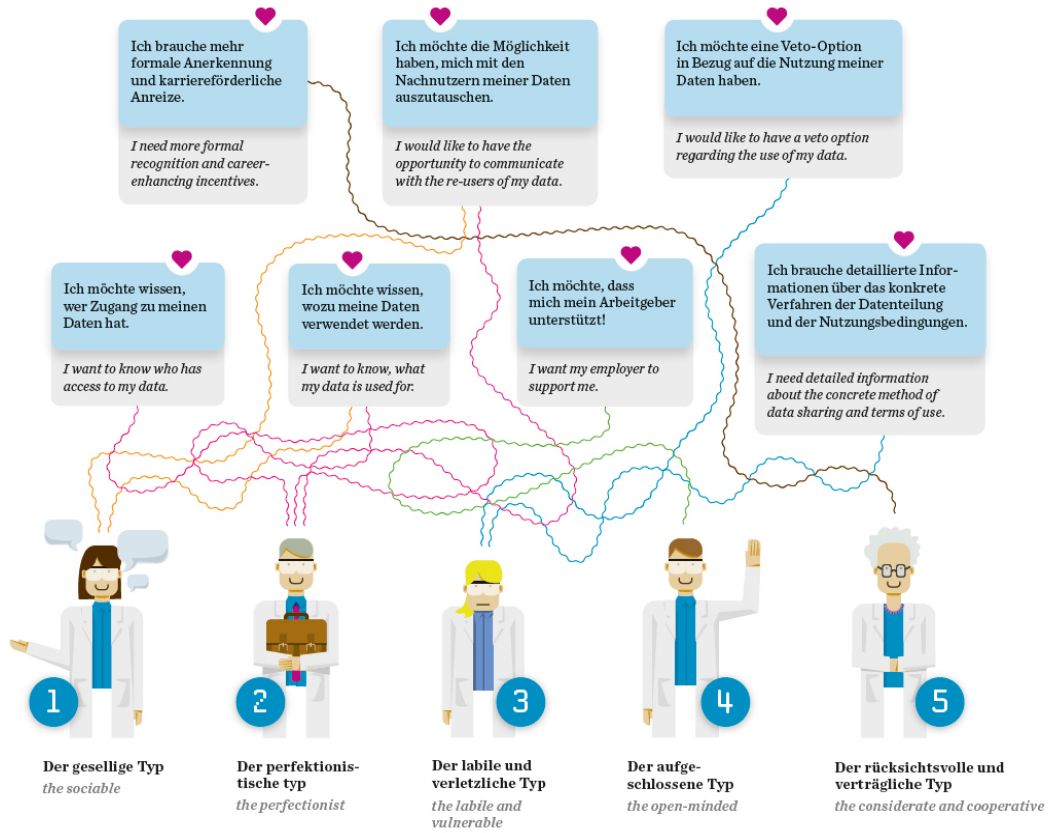 Ich brauche mehr
formale Anerkennung
und karriereförderliche
Anreize.
I need more formal
recognition and career-
enhancing incentives.
Ich möchte die Möglichkeit
haben, mich mit den
Nachnutzern meiner Daten
auszutauschen.
I would like to have the
opportunity to communicate
with the re-users of my data.
Ich möchte eine Veto-Option
in Bezug auf die Nutzung meiner
Daten haben.
I would like to have a veto option
regarding the use of my data.
Ich möchte wissen,
wer Zugang zu meinen
Daten hat.
I want to know who has
access to my data.
Ich möchte wissen,
wozu meine Daten
verwendet werden.
I want to know, what
my data is used for.
Ich möchte, dass
mich mein Arbeitgeber
unterstützt!
I want my employer to
support me.
Ich brauche detaillierte Infor-
mationen über das konkrete
Verfahren der Datenteilung
und der Nutzungsbedingungen.
I need detailed information
about the concrete method of
data sharing and terms of use.
1
2
3
4
5
Der gesellige Typ
the sociable
Der perfektionis-
tische typ
the perfectionist
Der labile und
verletzliche Typ
the labile and
vulnerable
Der aufge-
schlossene Typ
the open-minded
Der rücksichtsvolle und
verträgliche Typ
the considerate and cooperative